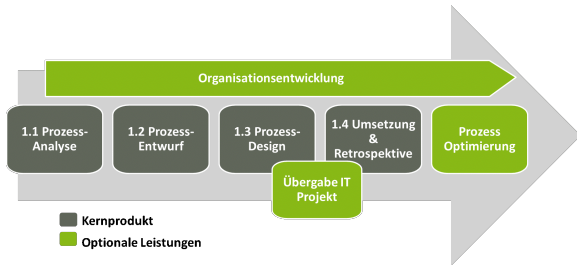 Organisationsentwicklung
1.1 Prozess-
Analyse
1.2 Prozess-
Entwurf
1.3 Prozess-
Design
1.4 Umsetzung
&
Retrospektive
Prozess
Optimierung
Übergabe IT
Projekt
Kernprodukt
Optionale Leistungen